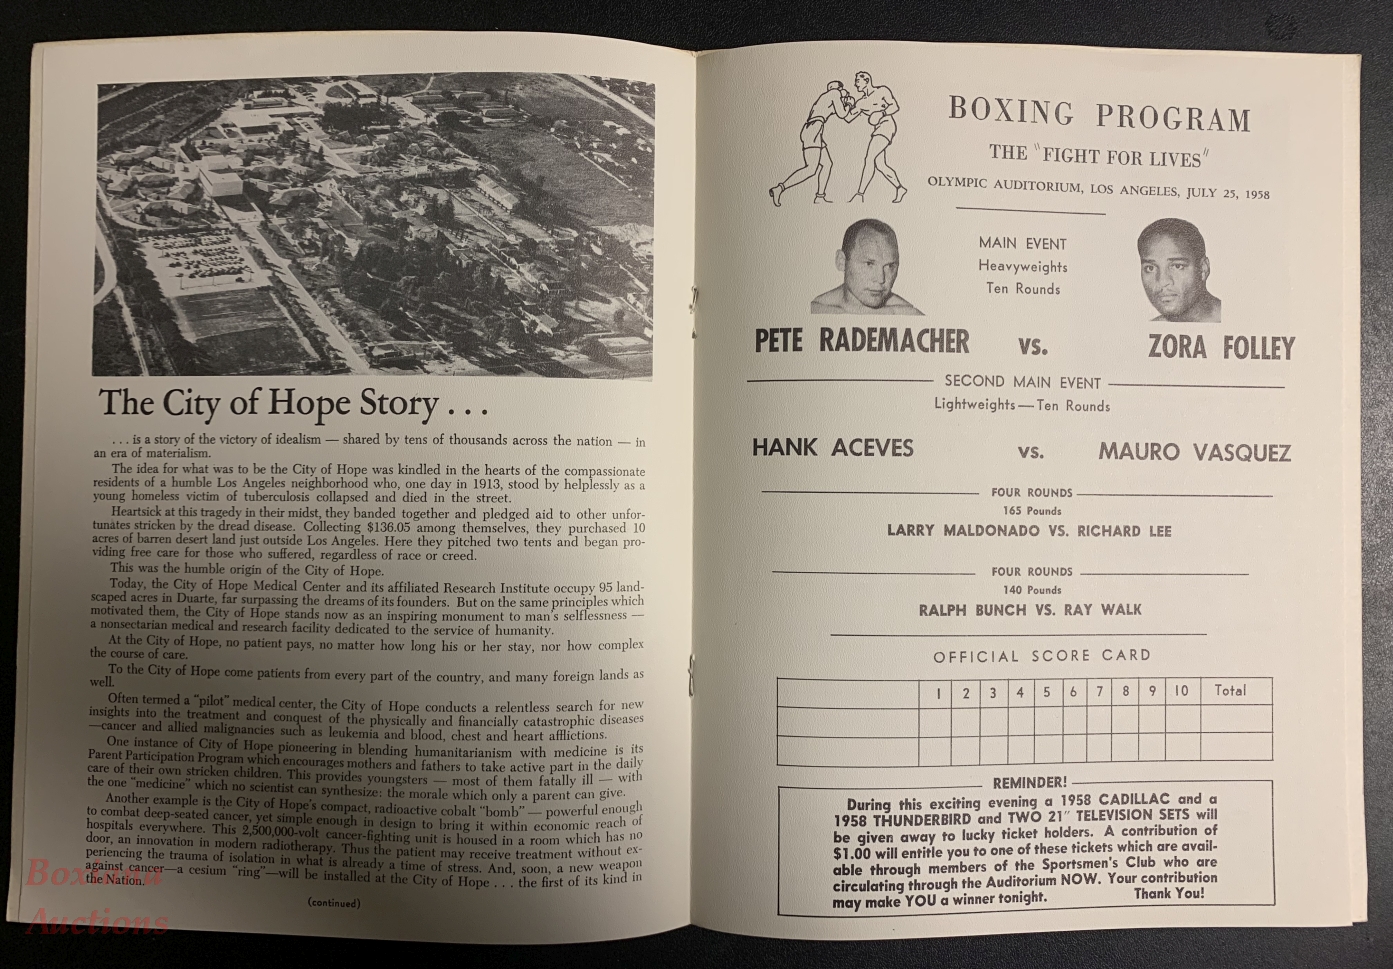 The City of Hope Story . . .
. . . is a story of the victory of idealism — shared by tens of thousands across the nation — in
an era of materialism.
The idea for what was to be the City of Hope was kindled in the hearts of the compassionate
residents of a humble Los Angeles neighborhood who, one day in 1913, stood by helplessly as a
young homeless victim of tuberculosis collapsed and died in the street.
Heartsick at this tragedy in their midst, they banded together and pledged aid to other unfor-
tunates stricken by the dread disease. Collecting $136.05 among themselves, they purchased 10
acres of barren desert land just outside Los Angeles. Here they pitched two tents and began pro-
viding free care for those who suffered, regardless of race or creed.
This was the humble origin of the City of Hope.
Today, the City of Hope Medical Center and its affiliated Research Institute occupy 95 land-
scaped acres in Duarte, far surpassing the dreams of its founders. But on the same principles which
motivated them, the City of Hope stands now as an inspiring monument to man's selflessness —
a nonsectarian medical and research facility dedicated to the service of humanity.
At the City of Hope, no patient pays, no matter how long his or her stay, nor how complex
the course of care.
To the City of Hope come patients from every part of the country, and many foreign lands as
well.
Often termed a "pilot" medical center, the City of Hope conducts a relentless search for new
insights into the treatment and conquest of the physically and financially catastrophic diseases
—cancer and allied malignancies such as leukemia and blood, chest and heart afflictions.
One instance of City of Hope pioneering in blending humanitarianism with medicine is its
Parent Participation Program which encourages mothers and fathers to take active part in the daily
care of their own stricken children. This provides youngsters — most of them fatally ill — with
the one "medicine" which no scientist can synthesize: the morale which only a parent can give.
Another example is the City of Hope's compact, radioactive cobalt "bomb" — powerful enough
to combat deep-seated cancer, yet simple enough in design to bring it within economic reach of
hospitals everywhere. This 2,500,000-volt cancer-fighting unit is housed in a room which has no
door, an innovation in modern radiotherapy. Thus the patient may receive treatment without ex-
periencing the trauma of isolation in what is already a time of stress. And, soon, a new weapon
against cancer—a cesium "ring"—will be installed at the City of Hope . . . the first of its kind in
the Nation.
(continued)
Boxiana
Auctions
BOXING PROGRAM
THE "FIGHT FOR LIVES"
OLYMPIC AUDITORIUM, LOS ANGELES, JULY 25, 1958
MAIN EVENT
Heavyweights
Ten Rounds
PETE RADEMACHER vs. ZORA FOLLEY
SECOND MAIN EVENT
Lightweights — Ten Rounds
HANK ACEVES vs. MAURO VASQUEZ
FOUR ROUNDS
165 Pounds
LARRY MALDONADO VS. RICHARD LEE
FOUR ROUNDS
140 Pounds
RALPH BUNCH VS. RAY WALK
OFFICIAL SCORE CARD
1 2 3 4 5 6 7 8 9 10 Total
REMINDER!
During this exciting evening a 1958 CADILLAC and a
1958 THUNDERBIRD and TWO 21" TELEVISION SETS will
be given away to lucky ticket holders. A contribution of
$1.00 will entitle you to one of these tickets which are avail-
able through members of the Sportsmen's Club who are
circulating through the Auditorium NOW. Your contribution
may make YOU a winner tonight. Thank You!